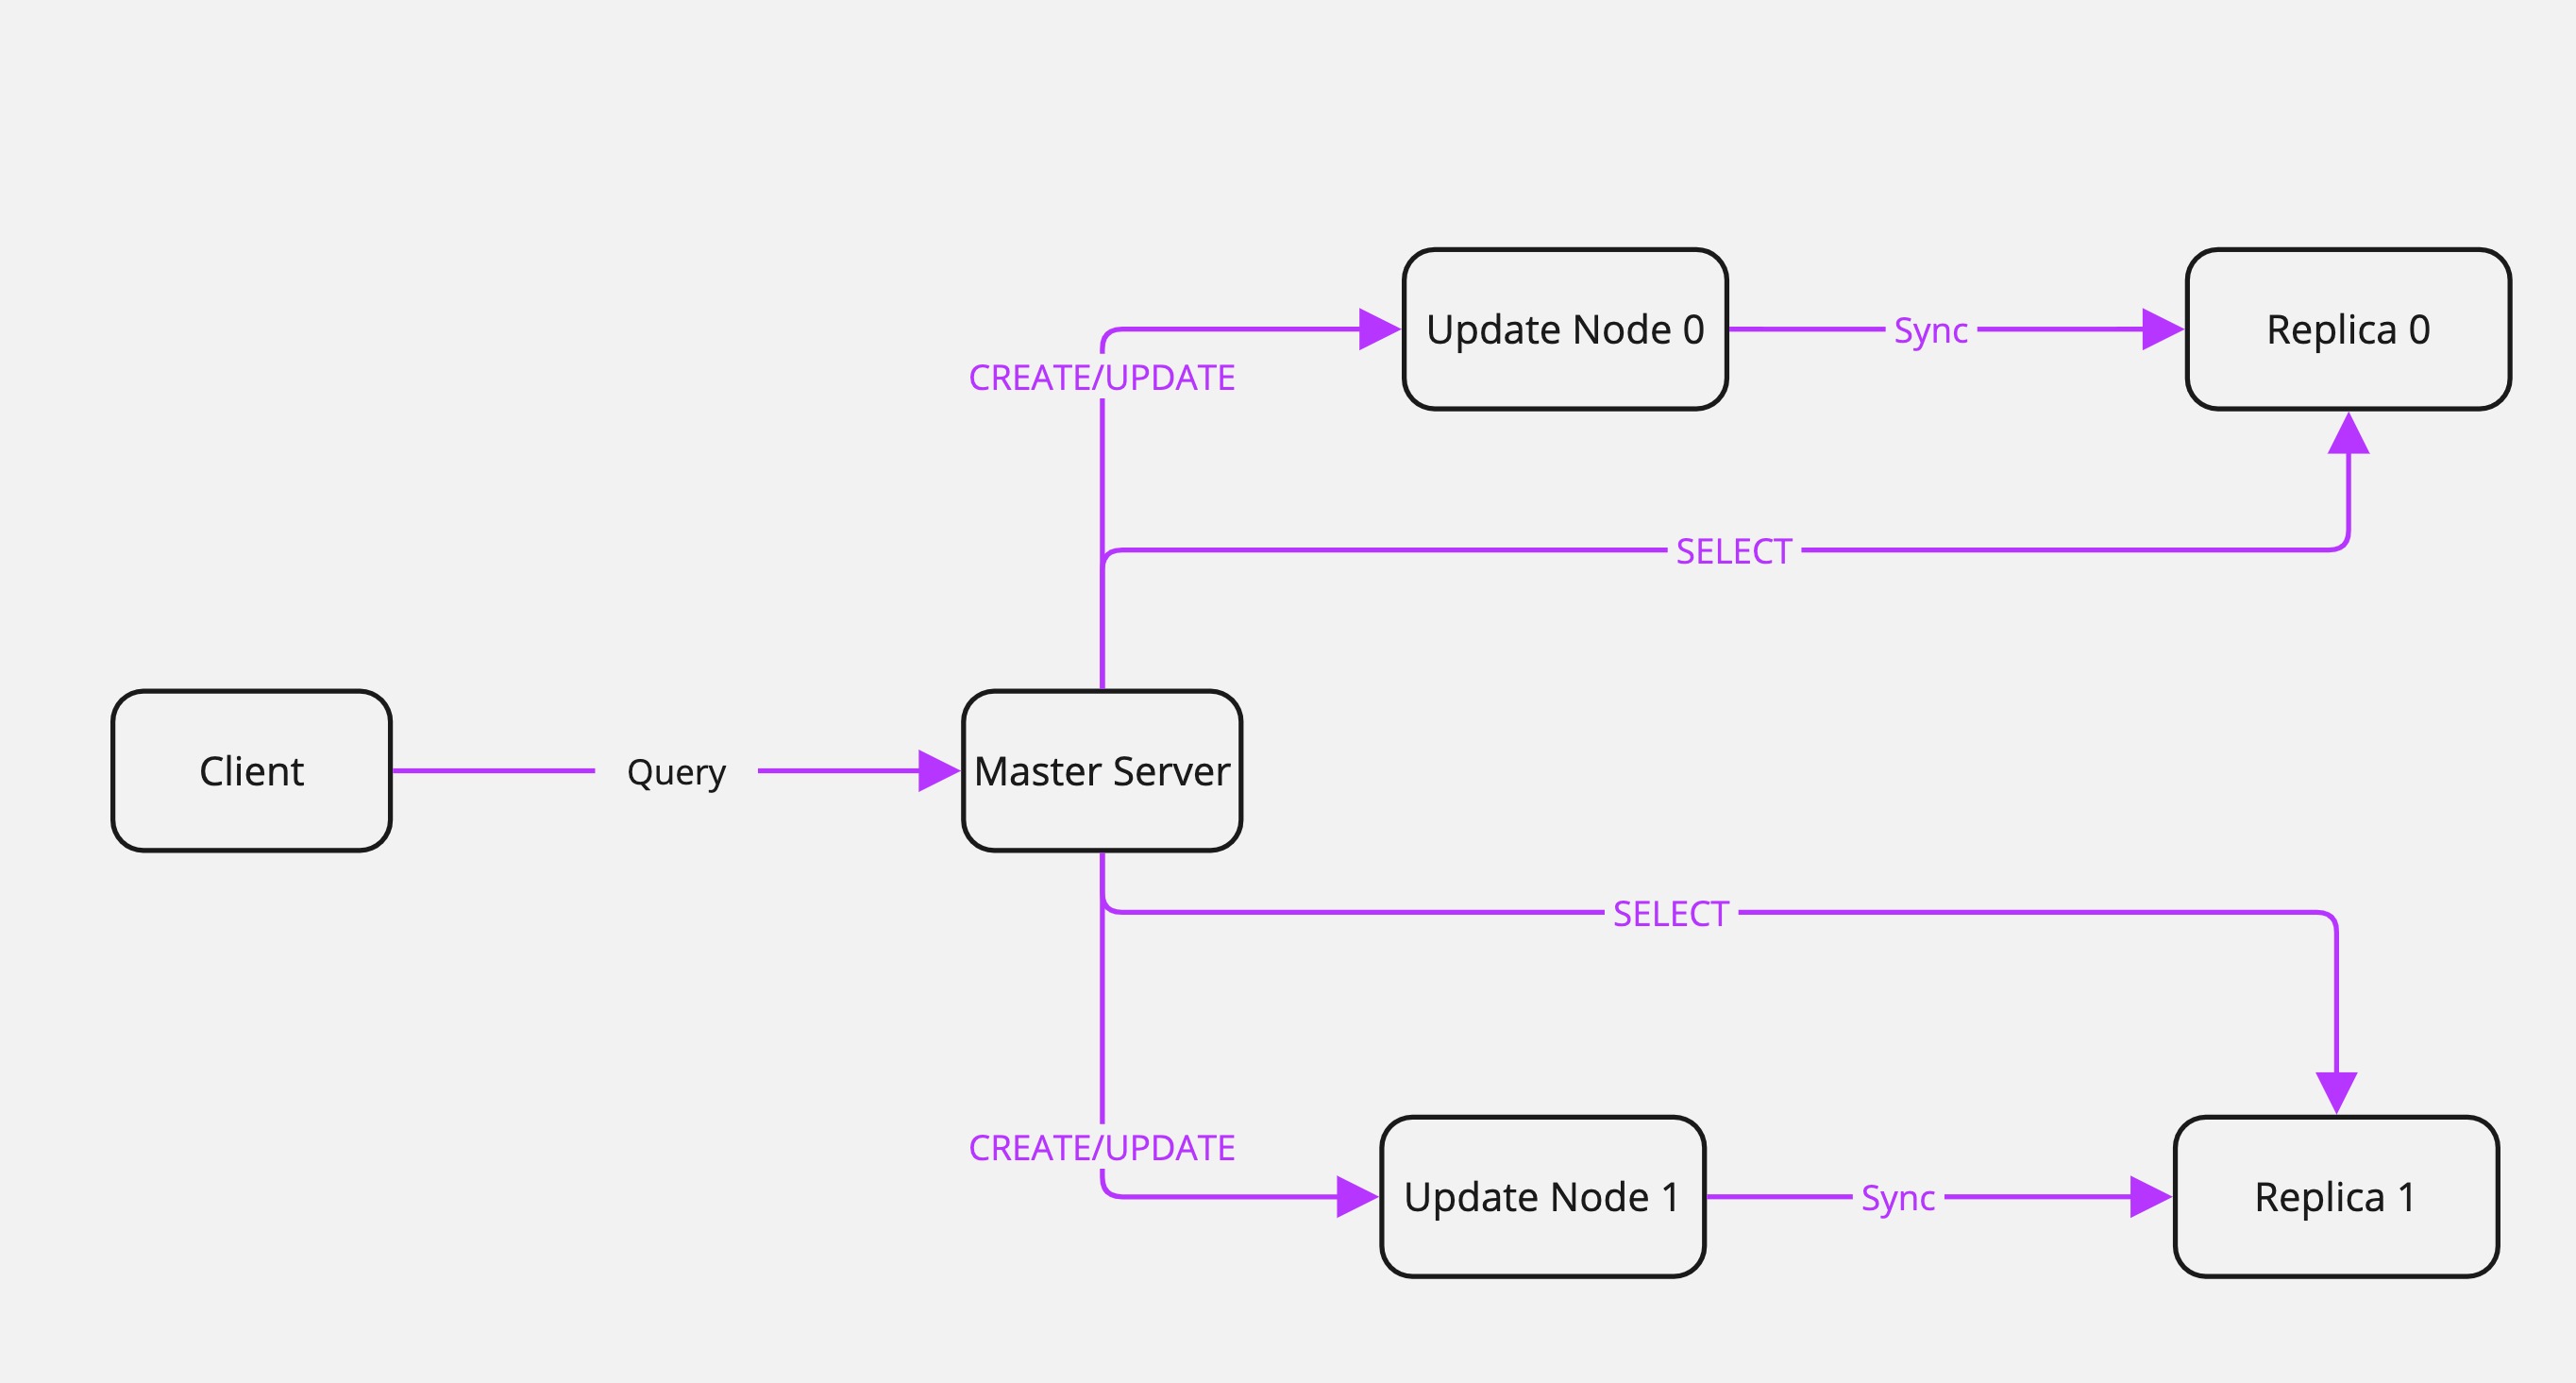 Update Node 0
Sync
Replica 0
CREATE/UPDATE
SELECT
Client
Query
Master Server
SELECT
CREATE/UPDATE
Update Node 1
Sync
Replica 1